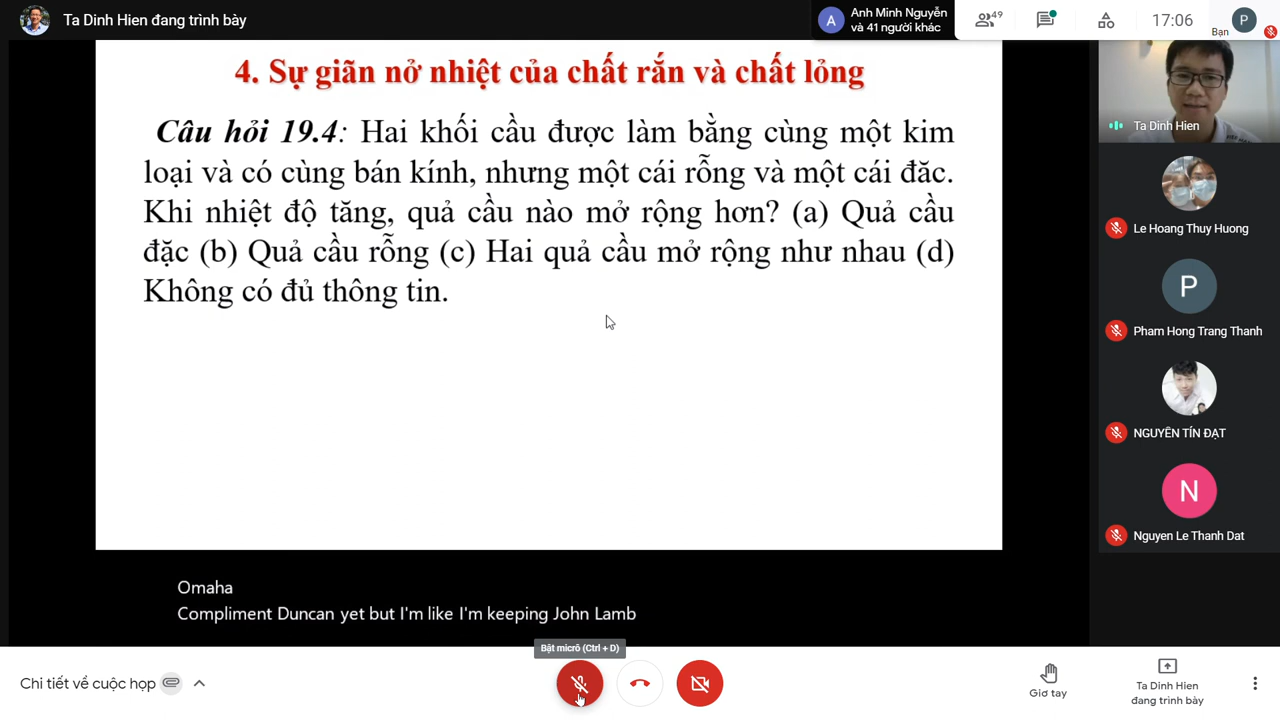 Ta Dinh Hien đang trình bày
A
Anh Minh Nguyễn
và 41 người khác
49
17:06
Bạn
P
4. Sự giãn nở nhiệt của chất rắn và chất lỏng
Câu hỏi 19.4: Hai khối cầu được làm bằng cùng một kim
loại và có cùng bán kính, nhưng một cái rỗng và một cái đăc.
Khi nhiệt độ tăng, quả cầu nào mở rộng hơn? (a) Quả cầu
đặc (b) Quả cầu rỗng (c) Hai quả cầu mở rộng như nhau (d)
Không có đủ thông tin.
Ta Dinh Hien
Le Hoang Thuy Huong
P
Pham Hong Trang Thanh
NGUYỄN TÍN ĐẠT
N
Nguyen Le Thanh Dat
Omaha
Compliment Duncan yet but I'm like I'm keeping John Lamb
Bật micrô (Ctrl + D)
Chi tiết về cuộc họp
Giơ tay
Ta Dinh Hien
đang trình bày